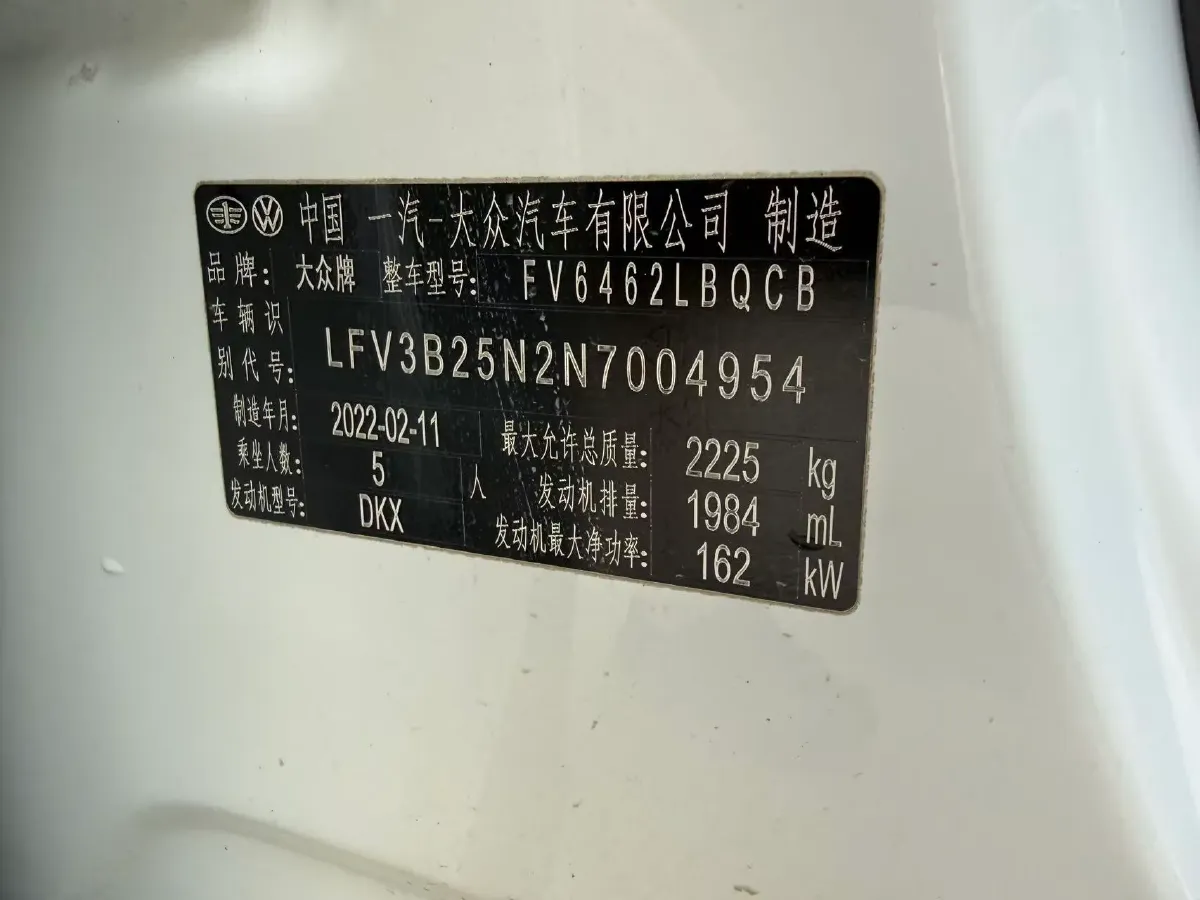 中国 一汽-大众汽车有限公司 制造
品牌: 大众牌 整车型号: FV6462LBQCB
车辆识别代号: LFV3B25N2N7004954
制造年月: 2022-02-11 最大允许总质量: 2225 kg
乘坐人数: 5 人 发动机排量: 1984 mL
发动机型号: DKX 发动机最大净功率: 162 kW